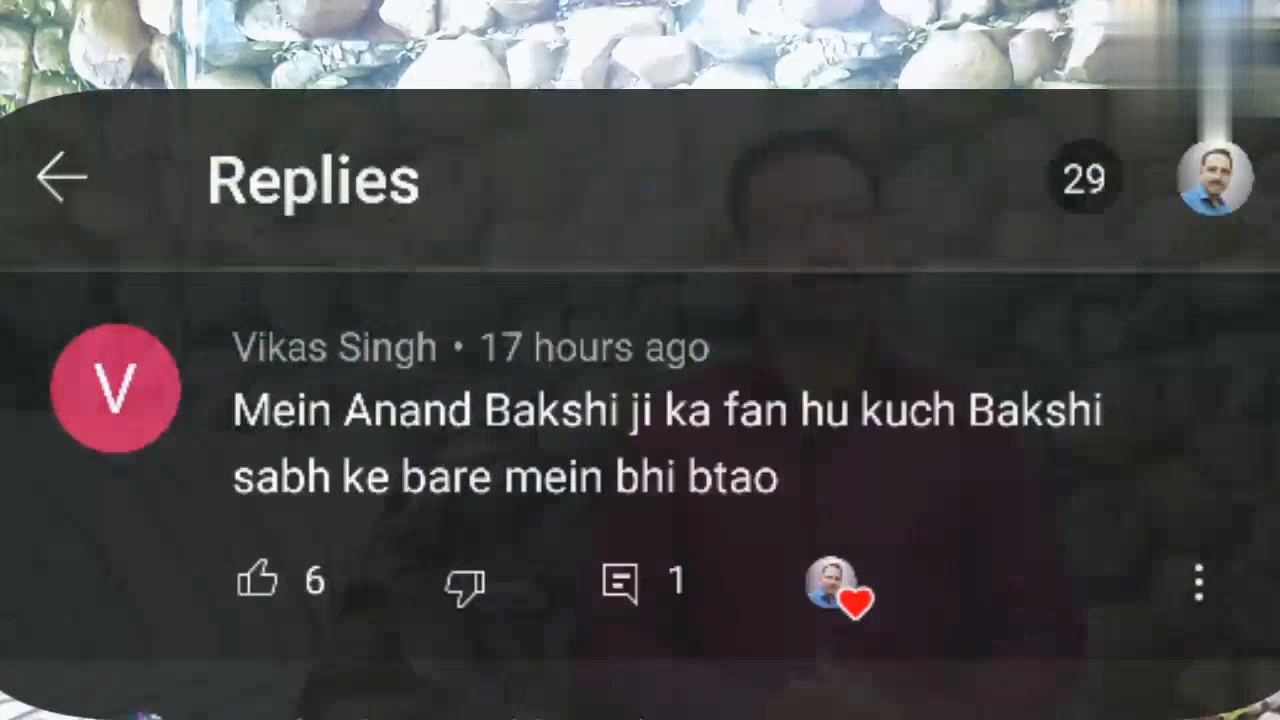 Replies
29
V
Vikas Singh • 17 hours ago
Mein Anand Bakshi ji ka fan hu kuch Bakshi
sabh ke bare mein bhi btao
6
1